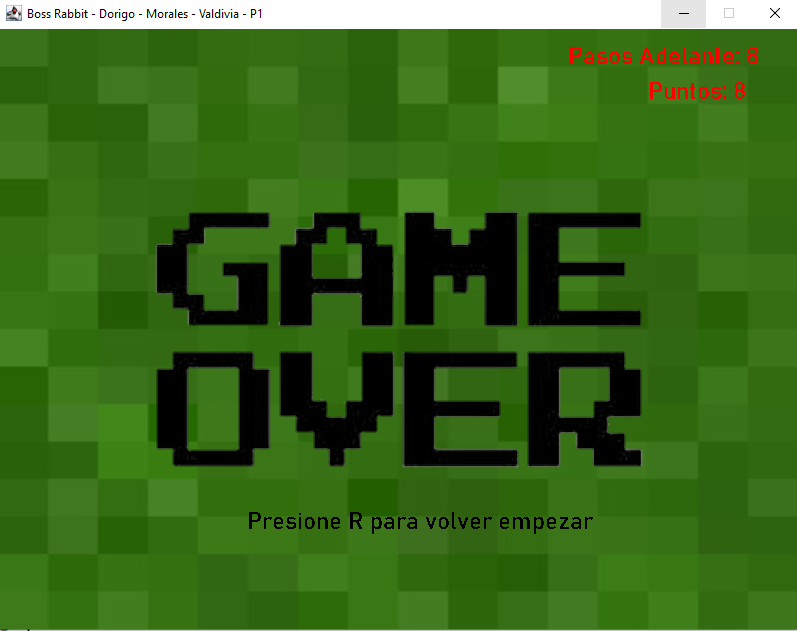 Boss Rabbit - Dorigo - Morales - Valdivia - P1
Pasos Adelante: 8
Puntos: 8
GAME
OVER
Presione R para volver empezar